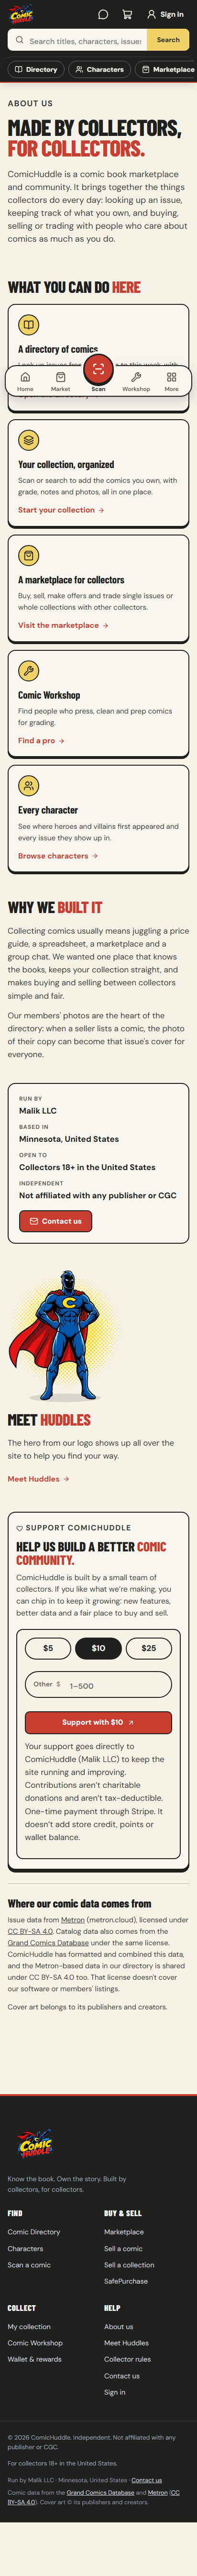 COMIC HUDDLE
Sign in
Search titles, characters, issues
Search
Directory
Characters
Marketplace
ABOUT US
MADE BY COLLECTORS,
FOR COLLECTORS.
ComicHuddle is a comic book marketplace
and community. It brings together the things
collectors do every day: looking up an issue,
keeping track of what you own, and buying,
selling or trading with people who care about
comics as much as you do.
WHAT YOU CAN DO HERE
A directory of comics
Home
Market
Scan
Workshop
More
Your collection, organized
Scan or search to add the comics you own, with
grade, notes and photos, all in one place.
Start your collection →
A marketplace for collectors
Buy, sell, make offers and trade single issues or
whole collections with other collectors.
Visit the marketplace →
Comic Workshop
Find people who press, clean and prep comics
for grading.
Find a pro →
Every character
See where heroes and villains first appeared and
every issue they show up in.
Browse characters →
WHY WE BUILT IT
Collecting comics usually means juggling a price
guide, a spreadsheet, a marketplace and a
group chat. We wanted one place that knows
the books, keeps your collection straight, and
makes buying and selling between collectors
simple and fair.
Our members' photos are the heart of the
directory: when a seller lists a comic, the photo
of their copy can become that issue's cover for
everyone.
RUN BY
Malik LLC
BASED IN
Minnesota, United States
OPEN TO
Collectors 18+ in the United States
INDEPENDENT
Not affiliated with any publisher or CGC
Contact us
C
MEET HUDDLES
The hero from our logo shows up all over the
site to help you find your way.
Meet Huddles →
SUPPORT COMICHUDDLE
HELP US BUILD A BETTER COMIC
COMMUNITY.
ComicHuddle is built by a small team of
collectors. If you like what we're making, you
can chip in to keep it growing: new features,
better data and a fair place to buy and sell.
$5
$10
$25
Other $ 1–500
Support with $10 ↗
Your support goes directly to
ComicHuddle (Malik LLC) to keep the
site running and improving.
Contributions aren't charitable
donations and aren't tax-deductible.
One-time payment through Stripe. It
doesn't add store credit, points or
wallet balance.
Where our comic data comes from
Issue data from Metron (metron.cloud), licensed under
CC BY-SA 4.0. Catalog data also comes from the
Grand Comics Database under the same license.
ComicHuddle has formatted and combined this data,
and the Metron-based data in our directory is shared
under CC BY-SA 4.0 too. That license doesn't cover
our software or members' listings.
Cover art belongs to its publishers and creators.
COMIC HUDDLE
Know the book. Own the story. Built by
collectors, for collectors.
FIND
Comic Directory
Characters
Scan a comic
BUY & SELL
Marketplace
Sell a comic
Sell a collection
SafePurchase
COLLECT
My collection
Comic Workshop
Wallet & rewards
HELP
About us
Meet Huddles
Collector rules
Contact us
Sign in
© 2026 ComicHuddle. Independent. Not affiliated with any
publisher or CGC.
For collectors 18+ in the United States.
Run by Malik LLC · Minnesota, United States · Contact us
Comic data from the Grand Comics Database and Metron (CC
BY-SA 4.0). Cover art © its publishers and creators.